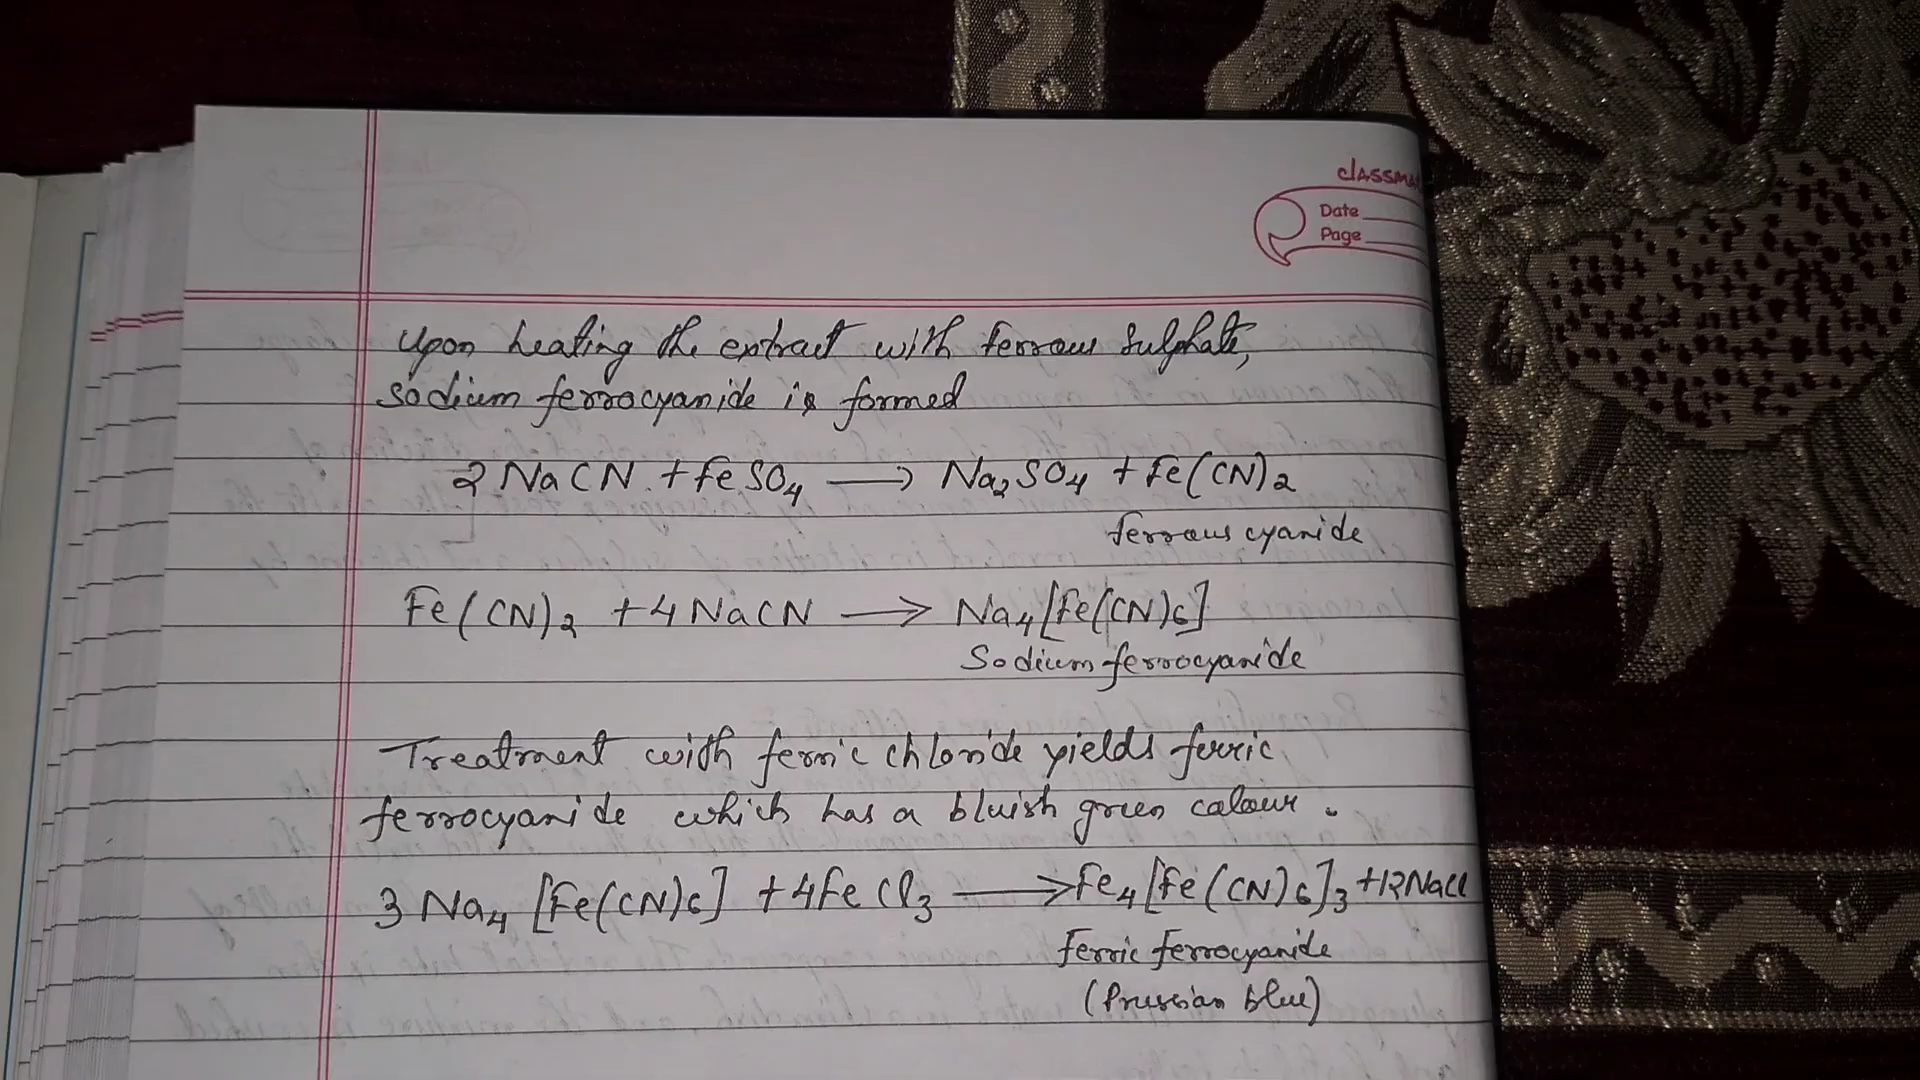 classma
Date
Page
Upon heating the extract with ferrous Sulphate,
Sodium ferrocyanide is formed
2 NaCN + FeSO4 → Na2SO4 + Fe(CN)2
ferrous cyanide
Fe(CN)2 + 4NaCN → Na4[Fe(CN)6]
Sodium ferrocyanide
Treatment with ferric chloride yields ferric
ferrocyanide which has a bluish green colour.
3 Na4 [Fe(CN)6] + 4FeCl3 → Fe4[Fe(CN)6]3 + 12NaCl
ferric ferrocyanide
(Prussian blue)